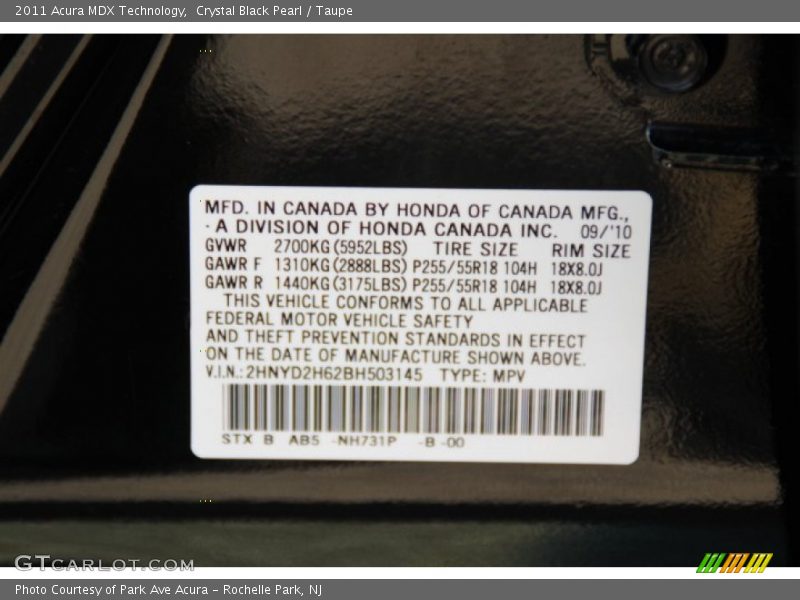 2011 Acura MDX Technology,  Crystal Black Pearl / Taupe
MFD. IN CANADA BY HONDA OF CANADA MFG.,
A DIVISION OF HONDA CANADA INC. 09/'10
GVWR 2700KG(5952LBS) TIRE SIZE RIM SIZE
GAWR F 1310KG(2888LBS) P255/55R18 104H 18X8.0J
GAWR R 1440KG(3175LBS) P255/55R18 104H 18X8.0J
THIS VEHICLE CONFORMS TO ALL APPLICABLE
FEDERAL MOTOR VEHICLE SAFETY
AND THEFT PREVENTION STANDARDS IN EFFECT
ON THE DATE OF MANUFACTURE SHOWN ABOVE.
V.I.N.:2HNYD2H62BH503145 TYPE: MPV
STX B AB5 -NH731P -B -00
GTCARLOT.COM
Photo Courtesy of Park Ave Acura - Rochelle Park, NJ